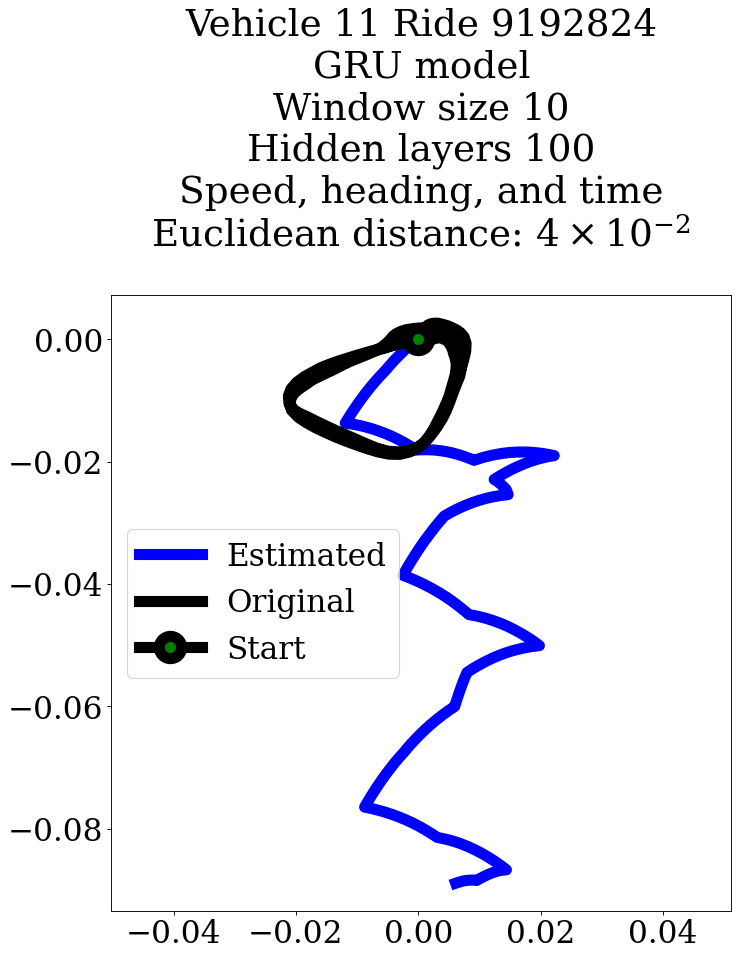 Vehicle 11 Ride 9192824
GRU model
Window size 10
Hidden layers 100
Speed, heading, and time
Euclidean distance: 4 × 10⁻²
0.00
−0.02
−0.04
−0.06
−0.08
Estimated
Original
Start
−0.04 −0.02 0.00 0.02 0.04